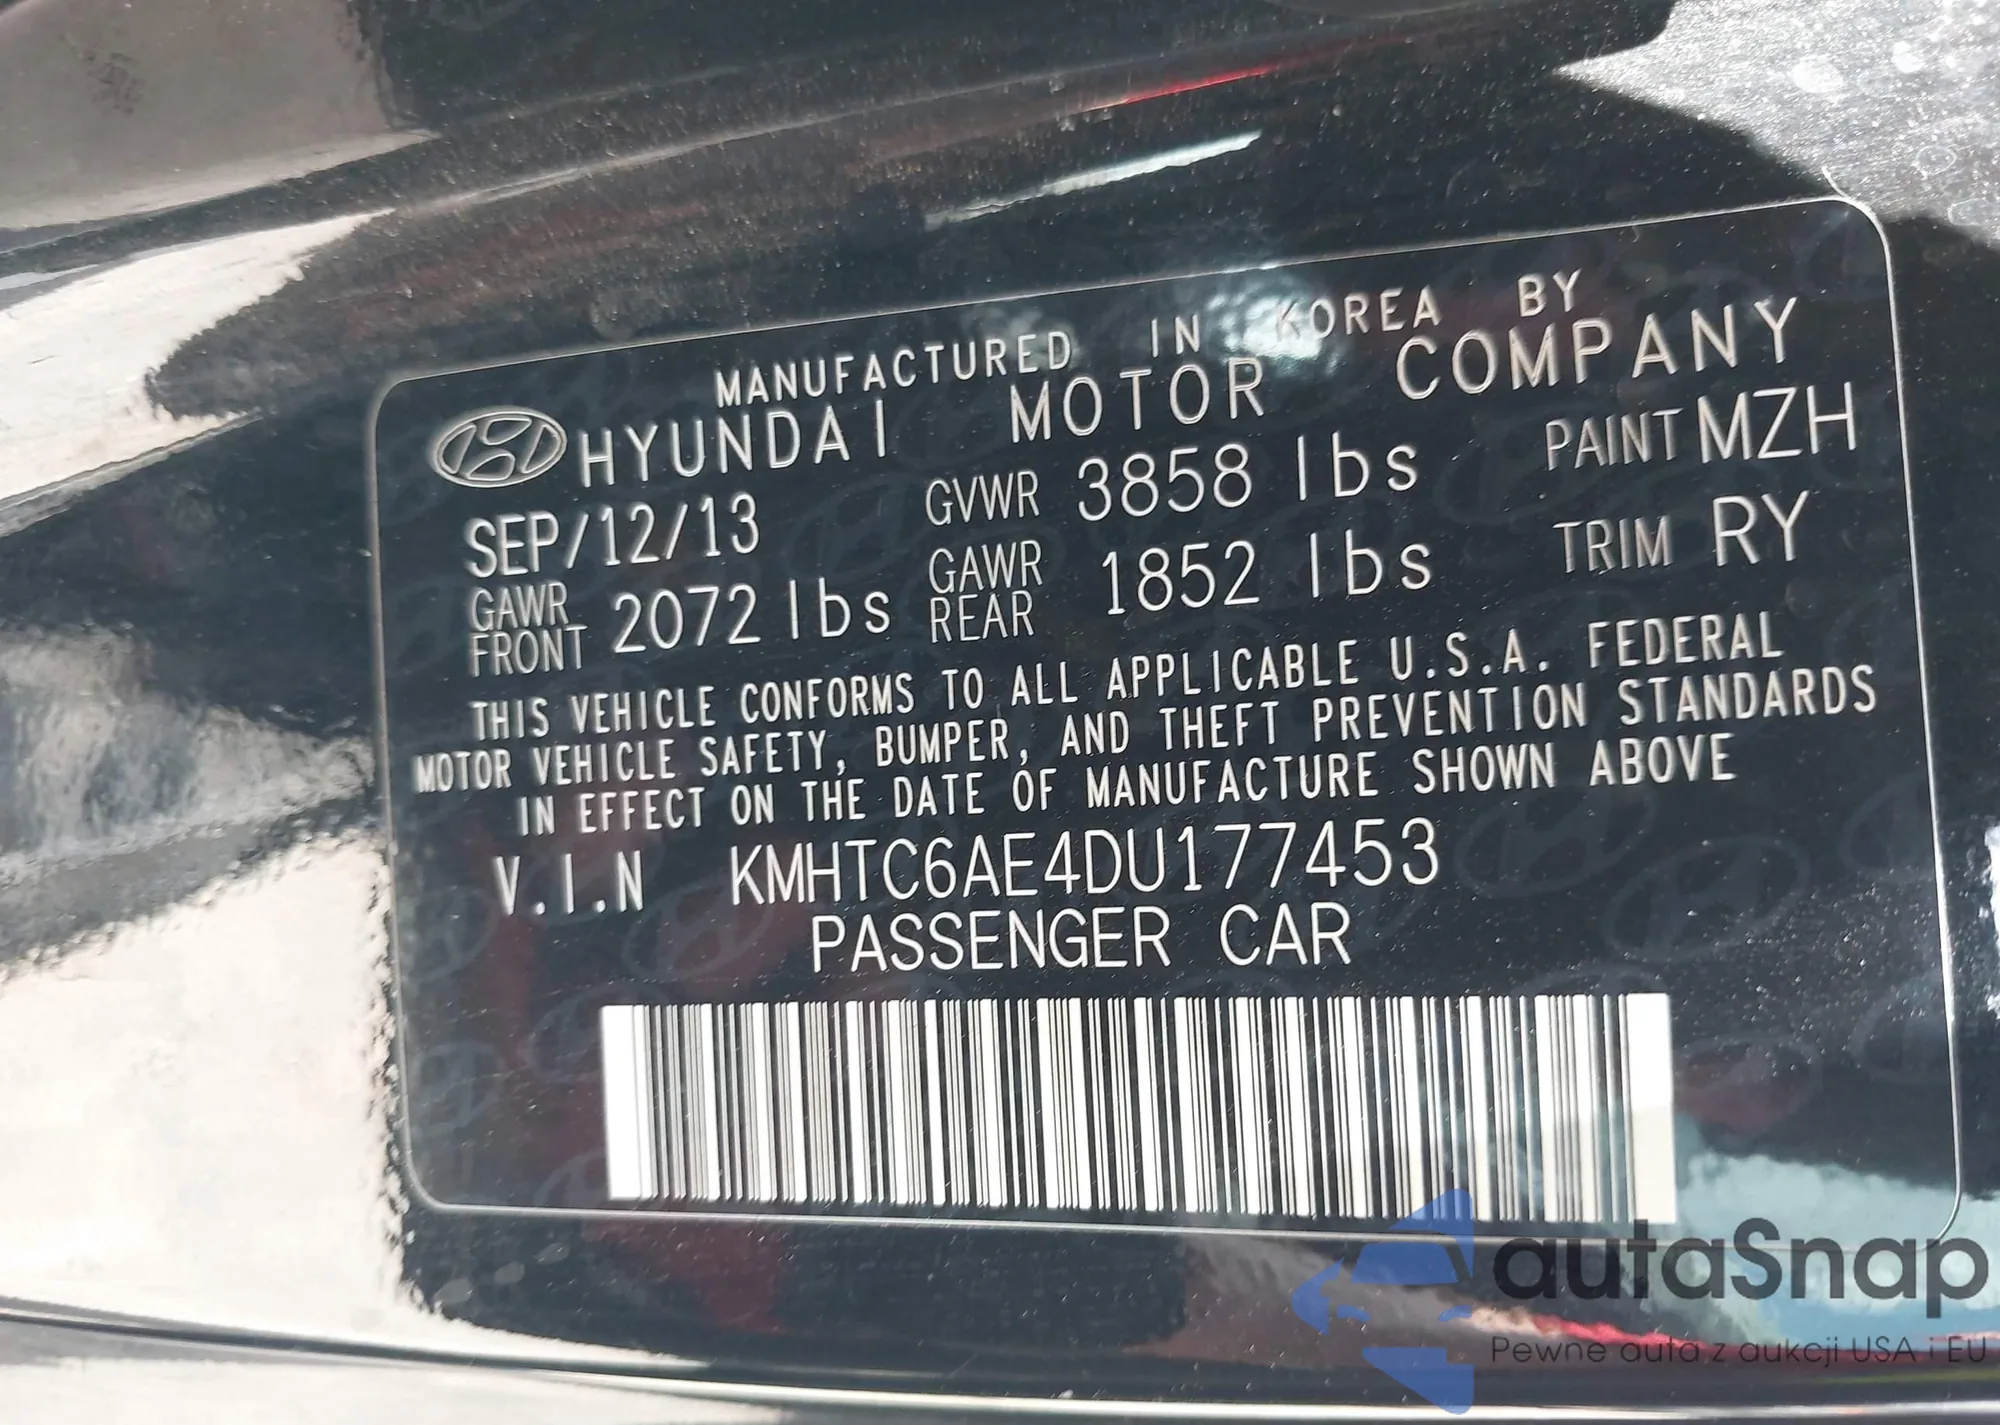 MANUFACTURED IN KOREA BY
HYUNDAI MOTOR COMPANY
SEP/12/13 GVWR 3858 lbs PAINT MZH
GAWR FRONT 2072 lbs GAWR REAR 1852 lbs TRIM RY
THIS VEHICLE CONFORMS TO ALL APPLICABLE U.S.A. FEDERAL
MOTOR VEHICLE SAFETY, BUMPER, AND THEFT PREVENTION STANDARDS
IN EFFECT ON THE DATE OF MANUFACTURE SHOWN ABOVE
V.I.N KMHTC6AE4DU177453
PASSENGER CAR
autaSnap
Pewne auta z aukcji USA i EU